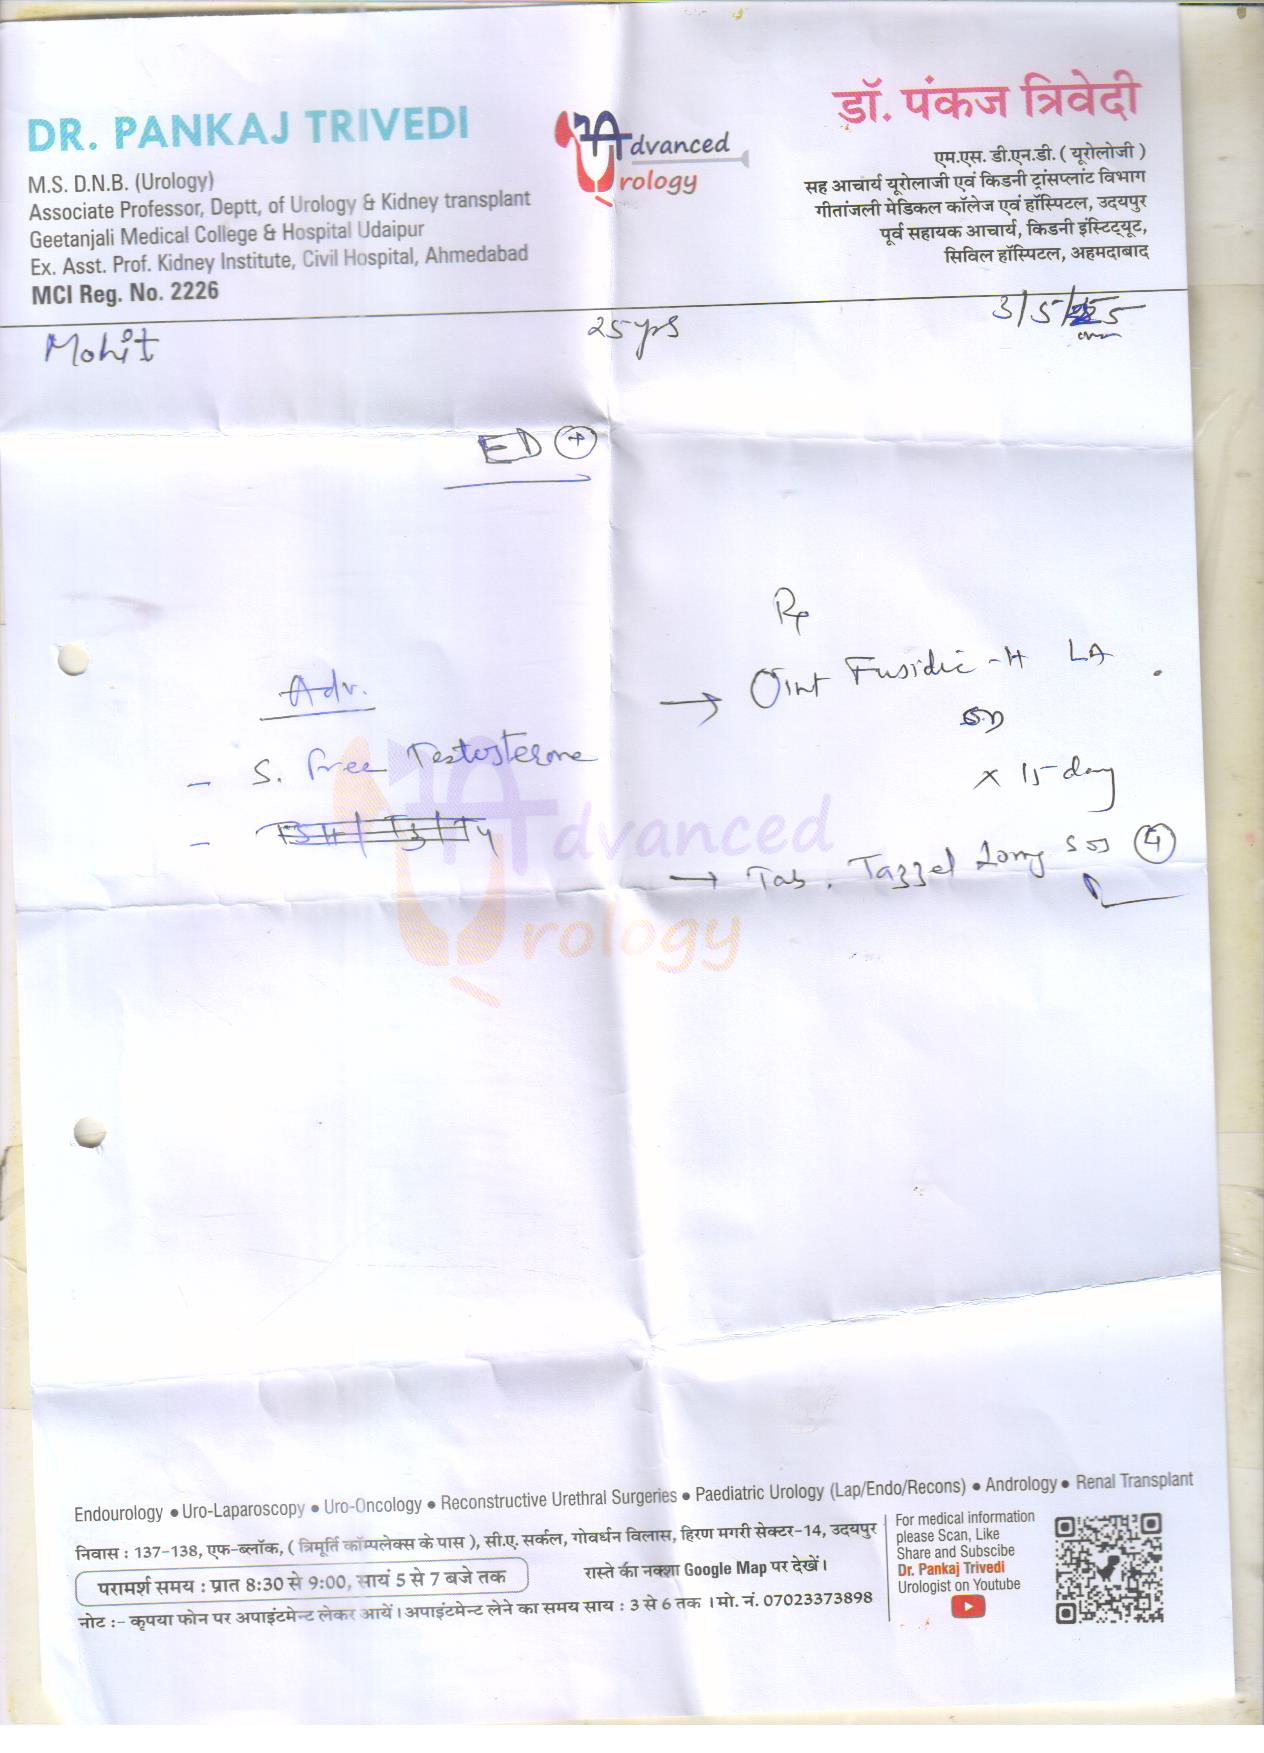 DR. PANKAJ TRIVEDI
M.S. D.N.B. (Urology)
Associate Professor, Deptt, of Urology & Kidney transplant
Geetanjali Medical College & Hospital Udaipur
Ex. Asst. Prof. Kidney Institute, Civil Hospital, Ahmedabad
MCI Reg. No. 2226
Advanced
Urology
डॉ. पंकज त्रिवेदी
एम.एस. डी.एन.डी. ( यूरोलोजी )
सह आचार्य यूरोलाजी एवं किडनी ट्रांसप्लांट विभाग
गीतांजली मेडिकल कॉलेज एवं हॉस्पिटल, उदयपुर
पूर्व सहायक आचार्य, किडनी इंस्टिट्यूट,
सिविल हॉस्पिटल, अहमदाबाद
Mohit 25 yrs 3/5/25
ED +
Adv.
- S. Free Testosterone
- TSH | T3 | T4
Rx
→ Oint Fusidic - H LA
x 15 day
→ Tab. Tazzel 20mg 4
Advanced
Urology
Endourology ● Uro-Laparoscopy ● Uro-Oncology ● Reconstructive Urethral Surgeries ● Paediatric Urology (Lap/Endo/Recons) ● Andrology ● Renal Transplant
निवास : 137-138, एफ-ब्लॉक, ( त्रिमूर्ति कॉम्पलेक्स के पास ), सी.ए. सर्कल, गोवर्धन विलास, हिरण मगरी सेक्टर-14, उदयपुर
परामर्श समय : प्रात 8:30 से 9:00, सायं 5 से 7 बजे तक
रास्ते का नक्शा Google Map पर देखें।
नोट :- कृपया फोन पर अपाइंटमेन्ट लेकर आयें। अपाइंटमेन्ट लेने का समय साय : 3 से 6 तक । मो. नं. 07023373898
For medical information
please Scan, Like
Share and Subscibe
Dr. Pankaj Trivedi
Urologist on Youtube